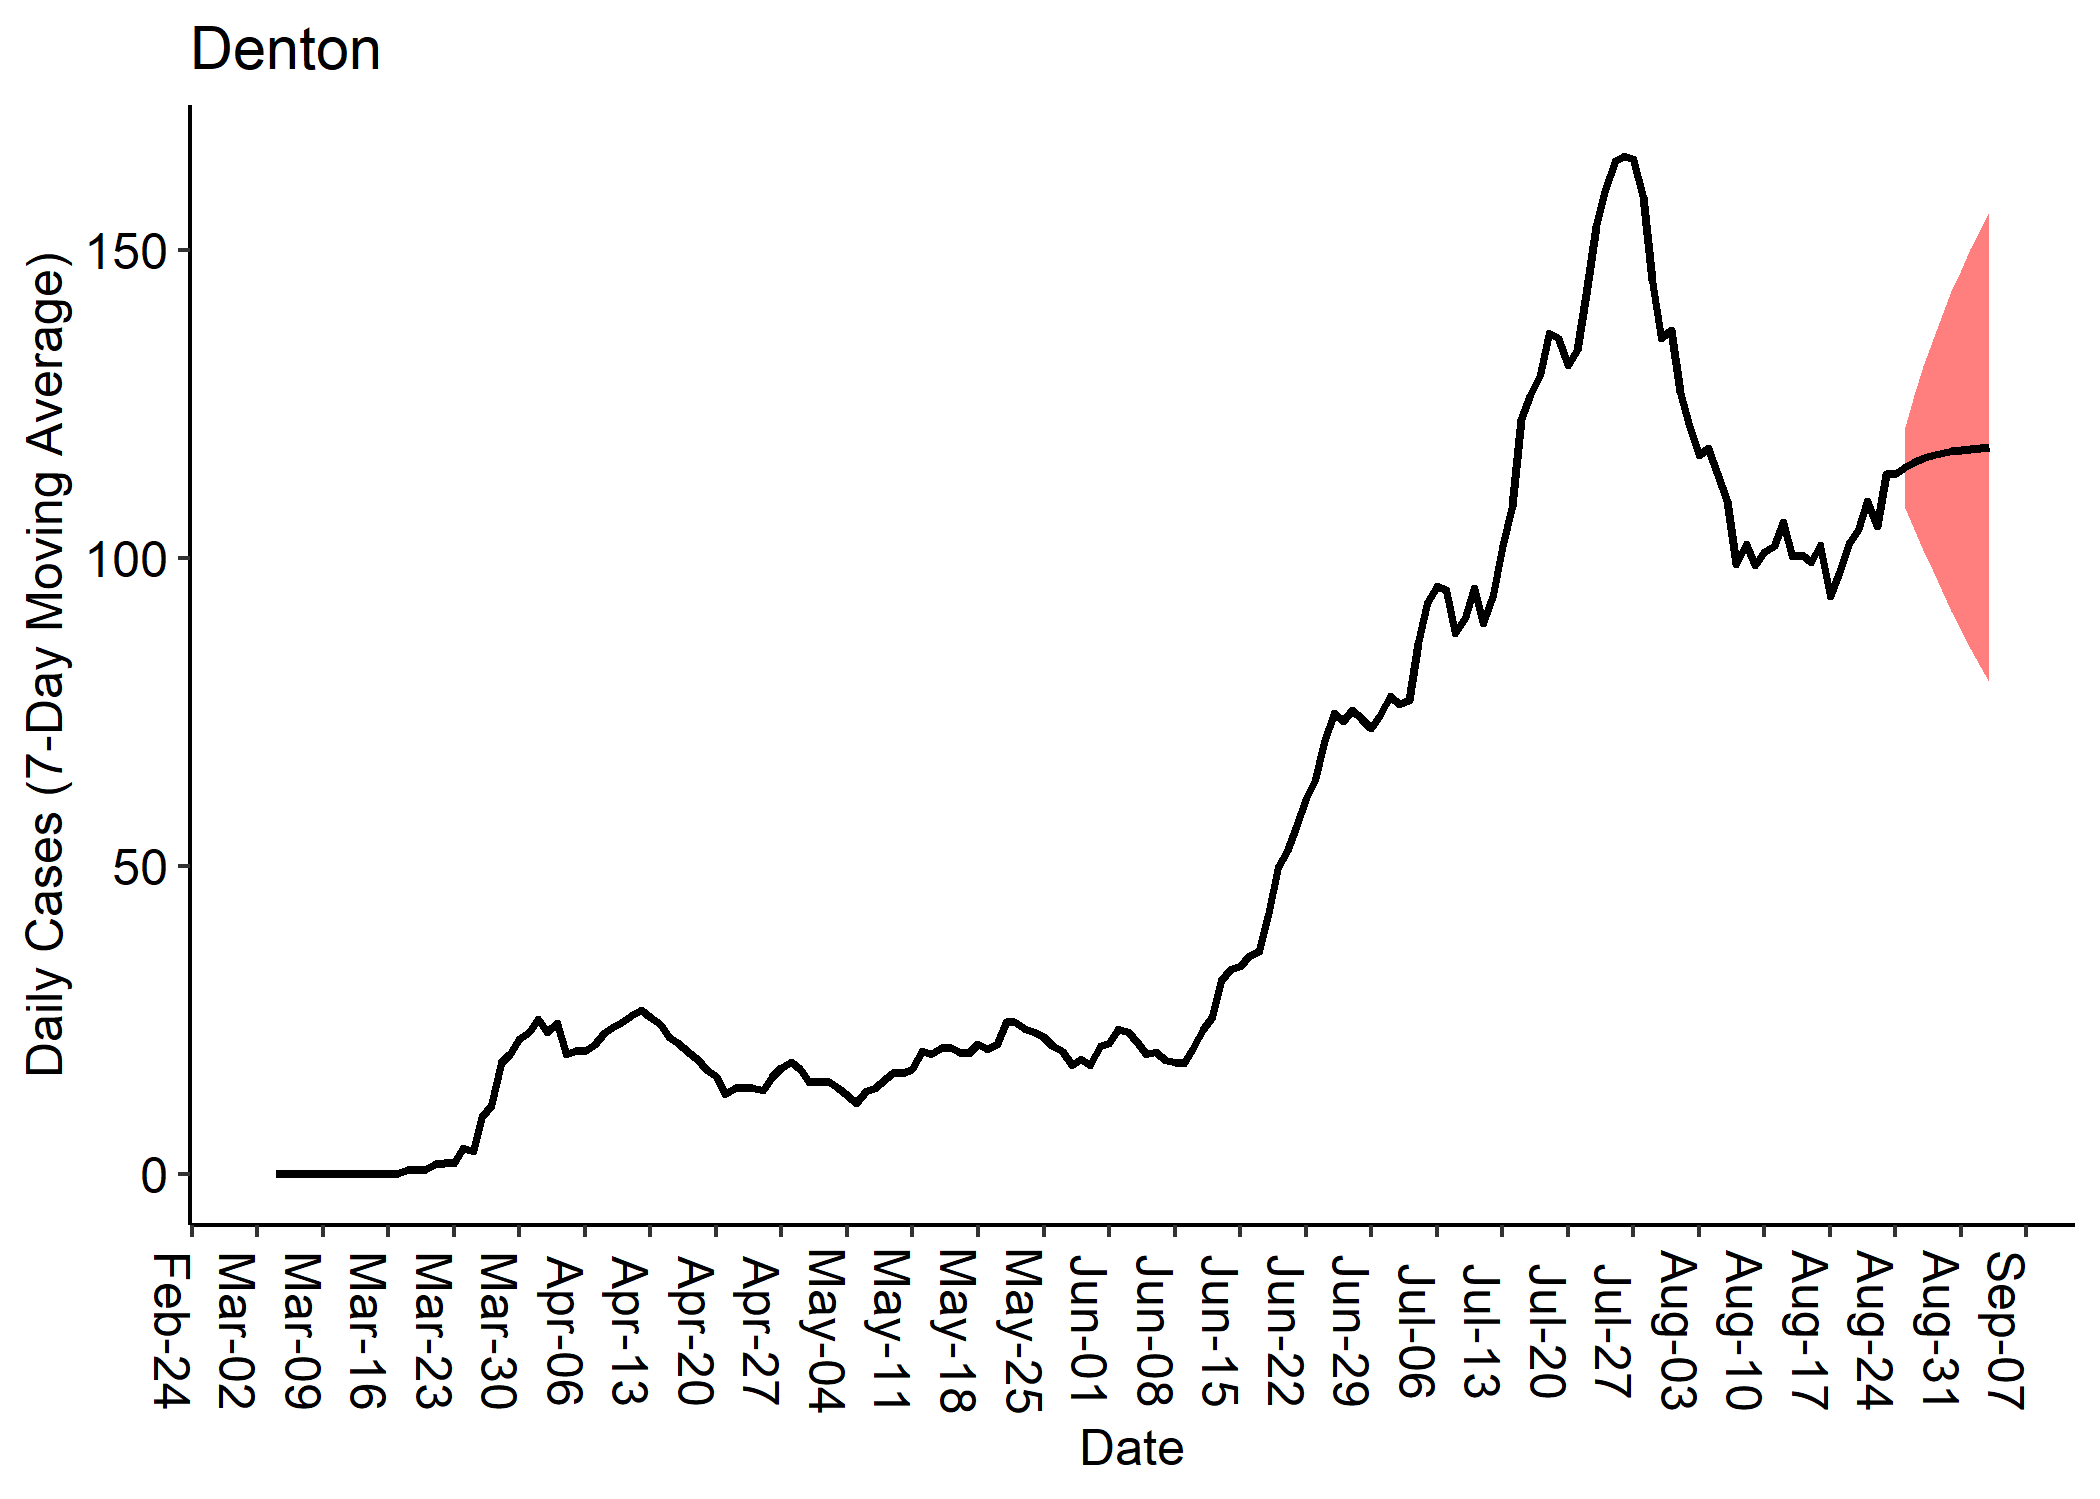 Denton
Daily Cases (7-Day Moving Average)
150
100
50
0
Feb-24
Mar-02
Mar-09
Mar-16
Mar-23
Mar-30
Apr-06
Apr-13
Apr-20
Apr-27
May-04
May-11
May-18
May-25
Jun-01
Jun-08
Jun-15
Jun-22
Jun-29
Jul-06
Jul-13
Jul-20
Jul-27
Aug-03
Aug-10
Aug-17
Aug-24
Aug-31
Sep-07
Date